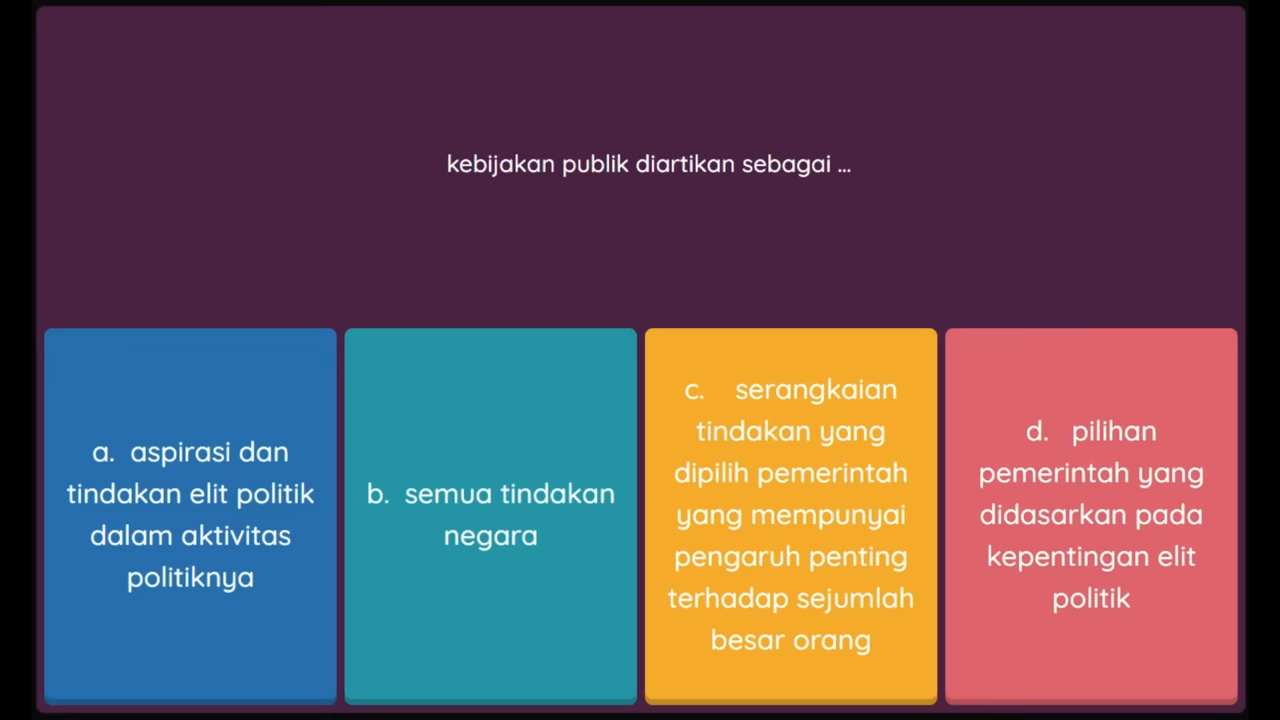 kebijakan publik diartikan sebagai ...
a. aspirasi dan
tindakan elit politik
dalam aktivitas
politiknya
b. semua tindakan
negara
c. serangkaian
tindakan yang
dipilih pemerintah
yang mempunyai
pengaruh penting
terhadap sejumlah
besar orang
d. pilihan
pemerintah yang
didasarkan pada
kepentingan elit
politik